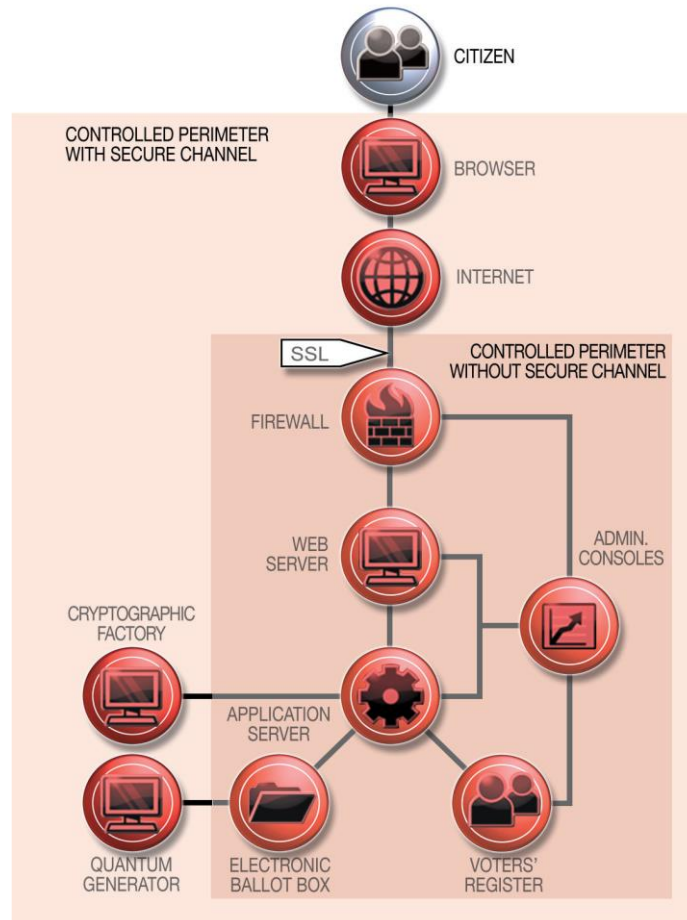 CITIZEN
CONTROLLED PERIMETER
WITH SECURE CHANNEL
BROWSER
INTERNET
SSL
CONTROLLED PERIMETER
WITHOUT SECURE CHANNEL
FIREWALL
WEB
SERVER
ADMIN.
CONSOLES
CRYPTOGRAPHIC
FACTORY
APPLICATION
SERVER
QUANTUM
GENERATOR
ELECTRONIC
BALLOT BOX
VOTERS'
REGISTER